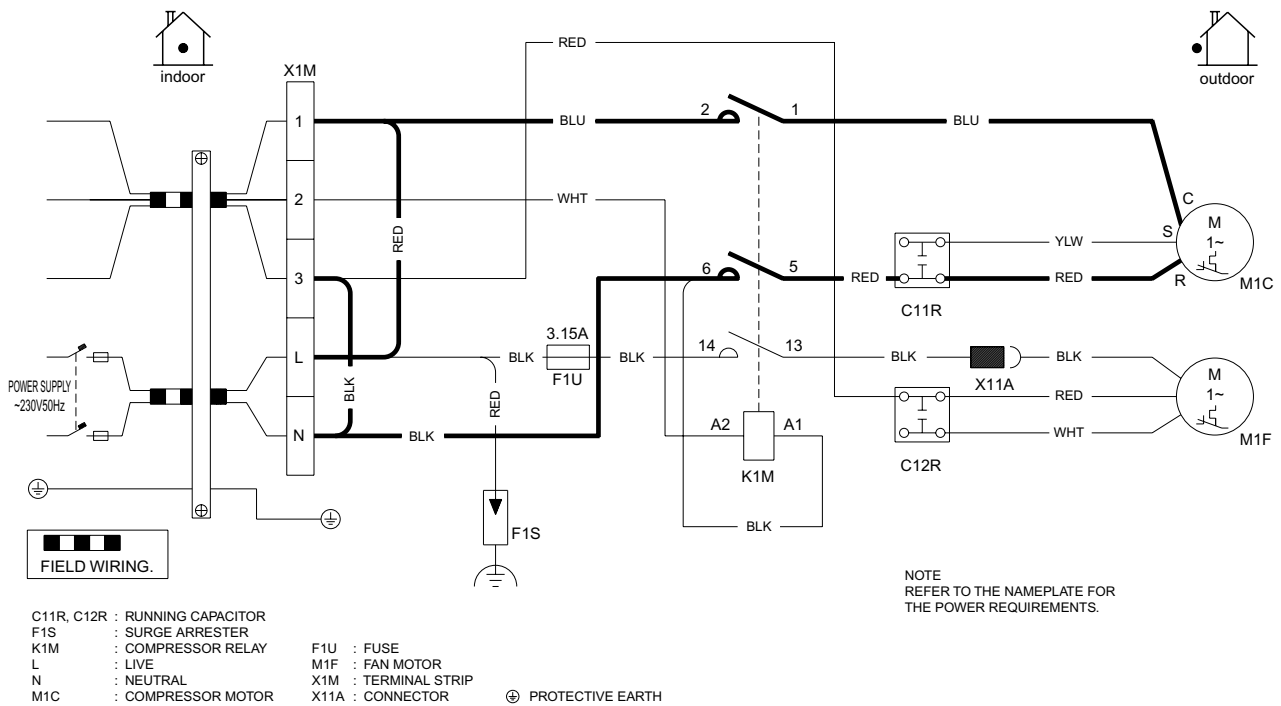 indoor
outdoor
X1M
RED
1
BLU
2
1
BLU
2
WHT
RED
C
S
R
M
1~
M1C
3
6
5
RED
YLW
RED
C11R
L
BLK
3.15A
F1U
BLK
BLK
14
13
BLK
X11A
BLK
POWER SUPPLY
~230V50Hz
RED
RED
M
1~
M1F
N
BLK
A2
A1
K1M
WHT
C12R
BLK
F1S
FIELD WIRING.
NOTE
REFER TO THE NAMEPLATE FOR
THE POWER REQUIREMENTS.
C11R, C12R : RUNNING CAPACITOR
F1S : SURGE ARRESTER
K1M : COMPRESSOR RELAY F1U : FUSE
L : LIVE M1F : FAN MOTOR
N : NEUTRAL X1M : TERMINAL STRIP
M1C : COMPRESSOR MOTOR X11A : CONNECTOR PROTECTIVE EARTH